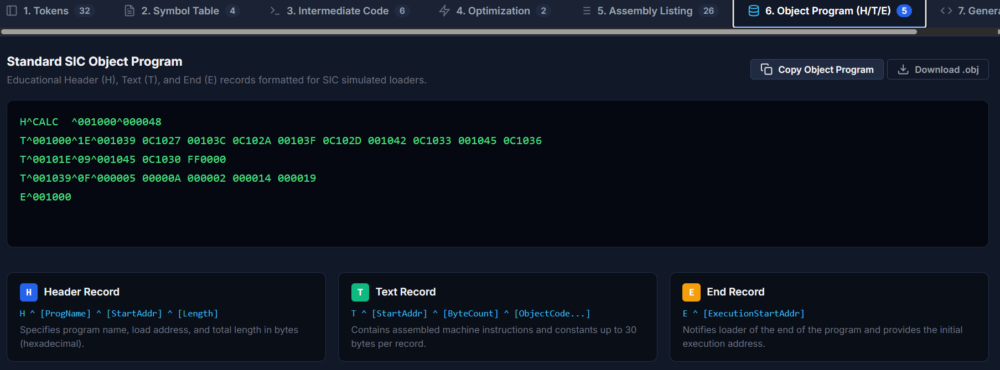 1. Tokens 32 2. Symbol Table 4 3. Intermediate Code 6 4. Optimization 2 5. Assembly Listing 26 6. Object Program (H/T/E) 5 7. Genera
Standard SIC Object Program
Educational Header (H), Text (T), and End (E) records formatted for SIC simulated loaders.
Copy Object Program Download .obj
H^CALC  ^001000^000048
T^001000^1E^001039 0C1027 00103C 0C102A 00103F 0C102D 001042 0C1033 001045 0C1036
T^00101E^09^001045 0C1030 FF0000
T^001039^0F^000005 00000A 000002 000014 000019
E^001000
H Header Record
H ^ [ProgName] ^ [StartAddr] ^ [Length]
Specifies program name, load address, and total length in bytes
(hexadecimal).
T Text Record
T ^ [StartAddr] ^ [ByteCount] ^ [ObjectCode...]
Contains assembled machine instructions and constants up to 30
bytes per record.
E End Record
E ^ [ExecutionStartAddr]
Notifies loader of the end of the program and provides the initial
execution address.